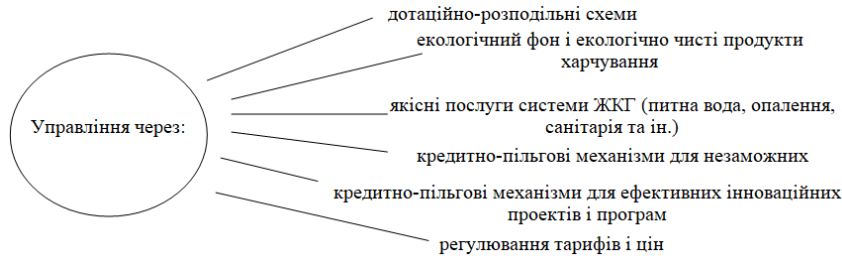 дотаційно-розподільні схеми
екологічний фон і екологічно чисті продукти
харчування
Управління через:
якісні послуги системи ЖКГ (питна вода, опалення,
санітарія та ін.)
кредитно-пільгові механізми для незаможних
кредитно-пільгові механізми для ефективних інноваційних
проектів і програм
регулювання тарифів і цін